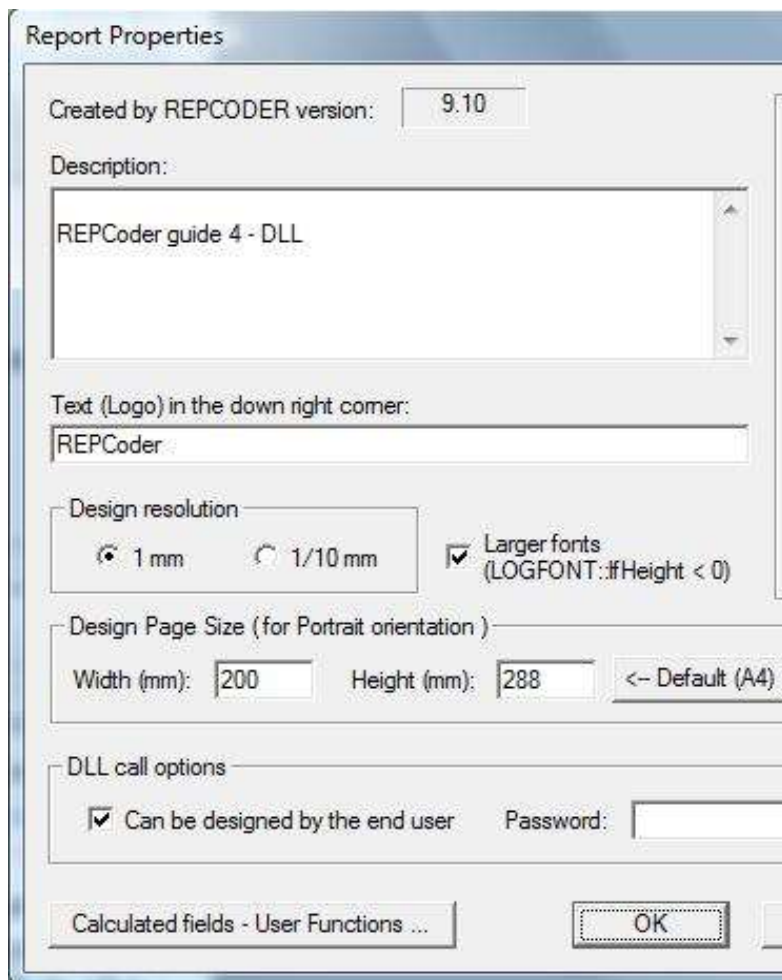 Report Properties
Created by REPCODER version: 9.10
Description:
REPCoder guide 4 - DLL
Text (Logo) in the down right corner:
REPCoder
Design resolution
1 mm 1/10 mm
Larger fonts
(LOGFONT::lfHeight < 0)
Design Page Size ( for Portrait orientation )
Width (mm): 200 Height (mm): 288 <-- Default (A4)
DLL call options
Can be designed by the end user Password:
Calculated fields - User Functions ... OK